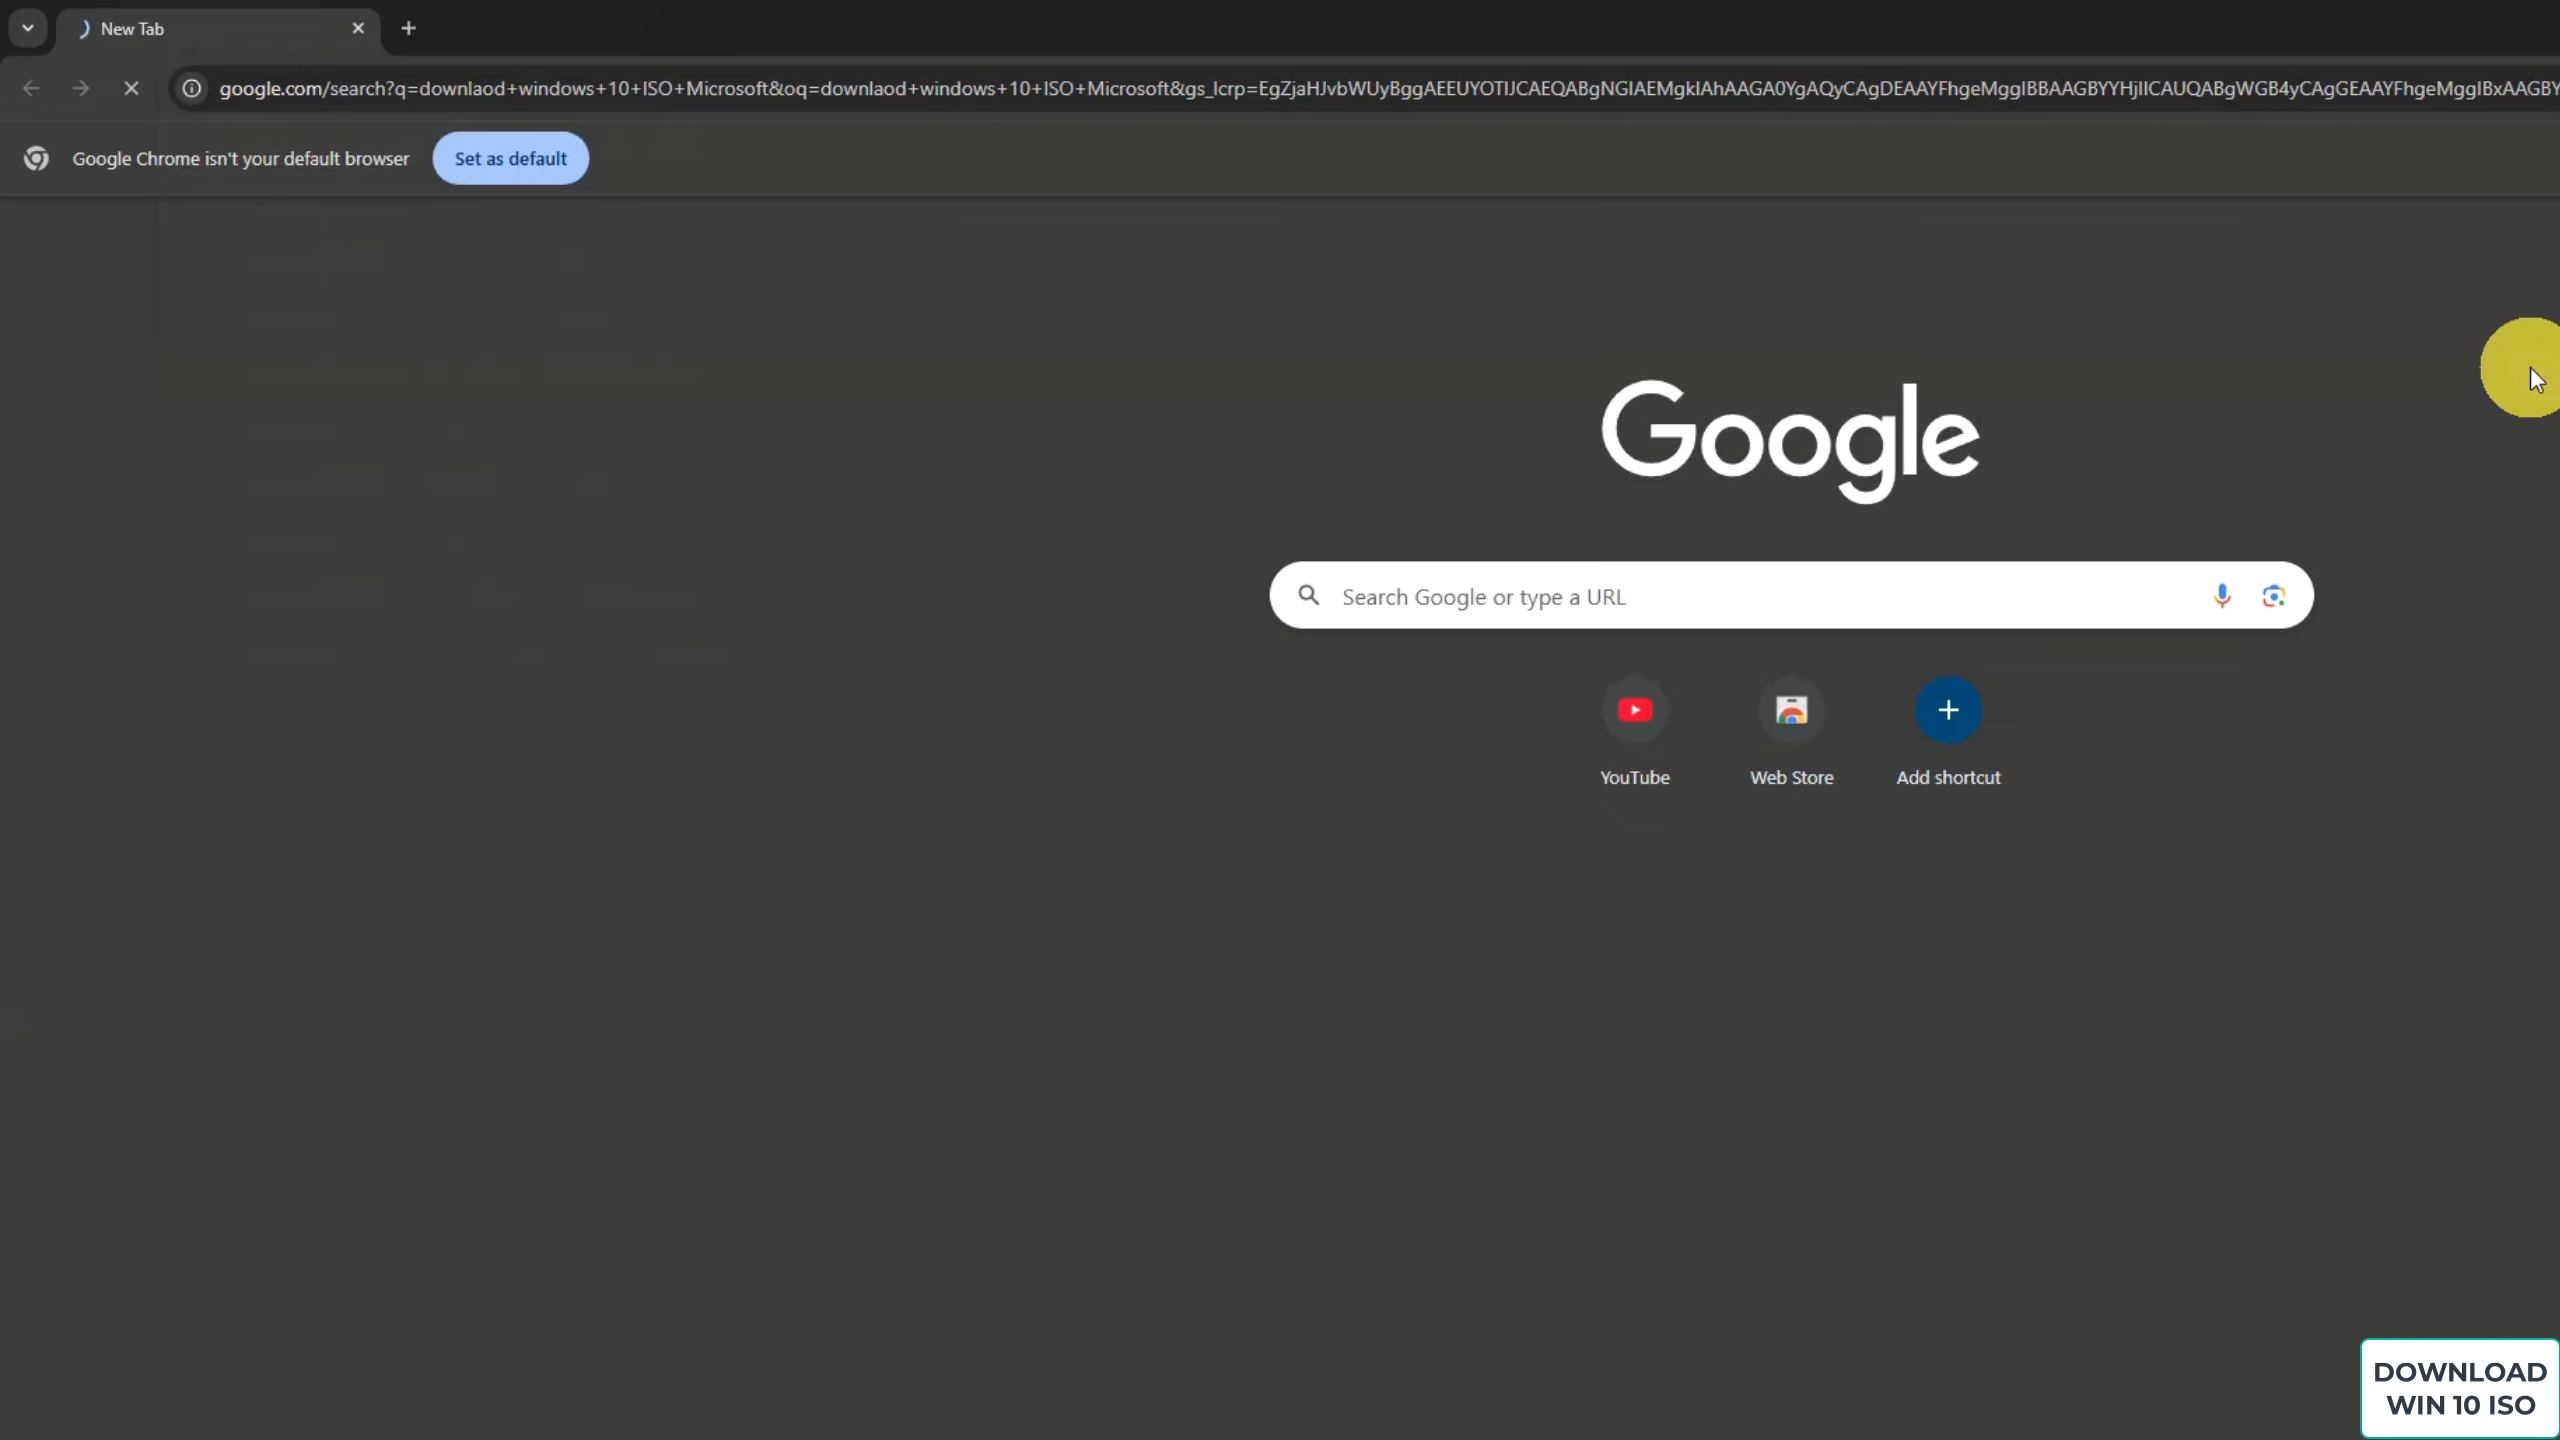 New Tab
google.com/search?q=downlaod+windows+10+ISO+Microsoft&oq=downlaod+windows+10+ISO+Microsoft&gs_lcrp=EgZjaHJvbWUyBggAEEUYOTIJCAEQABgNGIAEMgkIAhAAGA0YgAQyCAgDEAAYFhgeMggIBBAAGBYYHjIICAUQABgWGB4yCAgGEAAYFhgeMggIBxAAGBY
Google Chrome isn't your default browser
Set as default
Google
Search Google or type a URL
YouTube
Web Store
Add shortcut
DOWNLOAD
WIN 10 ISO